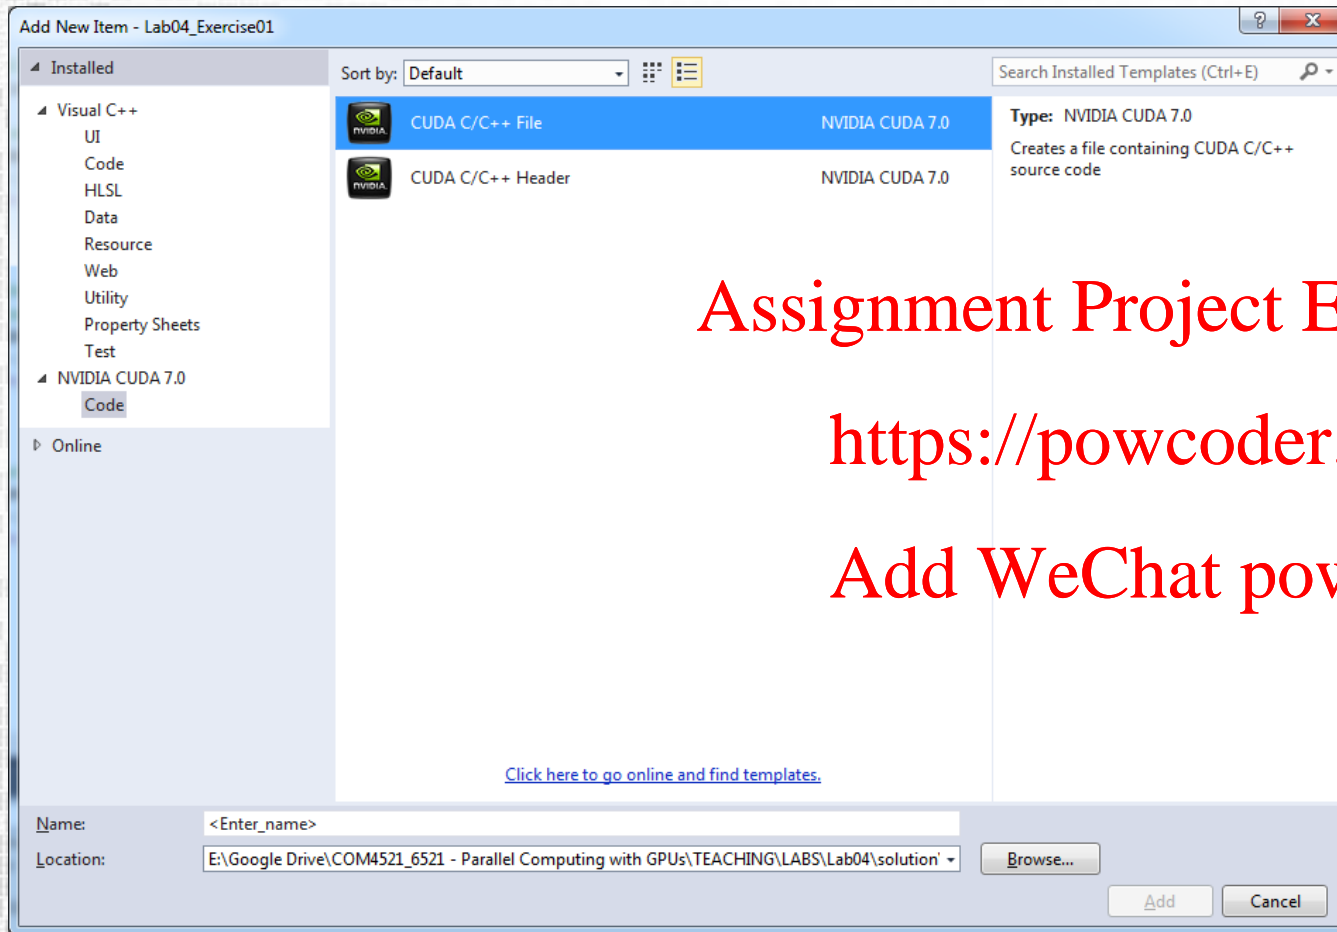 Add New Item - Lab04_Exercise01
Installed
Sort by: Default
Search Installed Templates (Ctrl+E)
Visual C++
UI
Code
HLSL
Data
Resource
Web
Utility
Property Sheets
Test
NVIDIA CUDA 7.0
Code
Online
NVIDIA. CUDA C/C++ File NVIDIA CUDA 7.0
NVIDIA. CUDA C/C++ Header NVIDIA CUDA 7.0
Type: NVIDIA CUDA 7.0
Creates a file containing CUDA C/C++
source code
Assignment Project E
https://powcoder.
Add WeChat pow
Click here to go online and find templates.
Name: <Enter_name>
Location: E:\Google Drive\COM4521_6521 - Parallel Computing with GPUs\TEACHING\LABS\Lab04\solution\ Browse...
Add Cancel